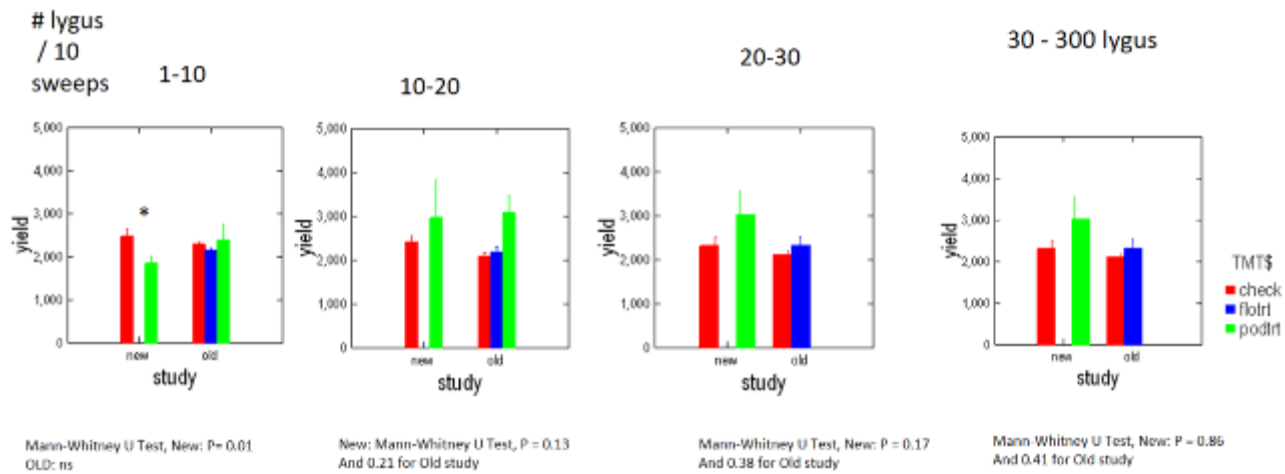 # lygus
/ 10
sweeps
1-10
10-20
20-30
30 - 300 lygus
5,000
4,000
3,000
2,000
1,000
0
yield
*
new
old
study
5,000
4,000
3,000
2,000
1,000
0
yield
new
old
study
5,000
4,000
3,000
2,000
1,000
0
yield
new
old
study
5,000
4,000
3,000
2,000
1,000
0
yield
new
old
study
TMT$
check
flotrt
podtrt
Mann-Whitney U Test, New: P= 0.01
OLD: ns
New: Mann-Whitney U Test, P = 0.13
And 0.21 for Old study
Mann-Whitney U Test, New: P = 0.17
And 0.38 for Old study
Mann-Whitney U Test, New: P = 0.86
And 0.41 for Old study